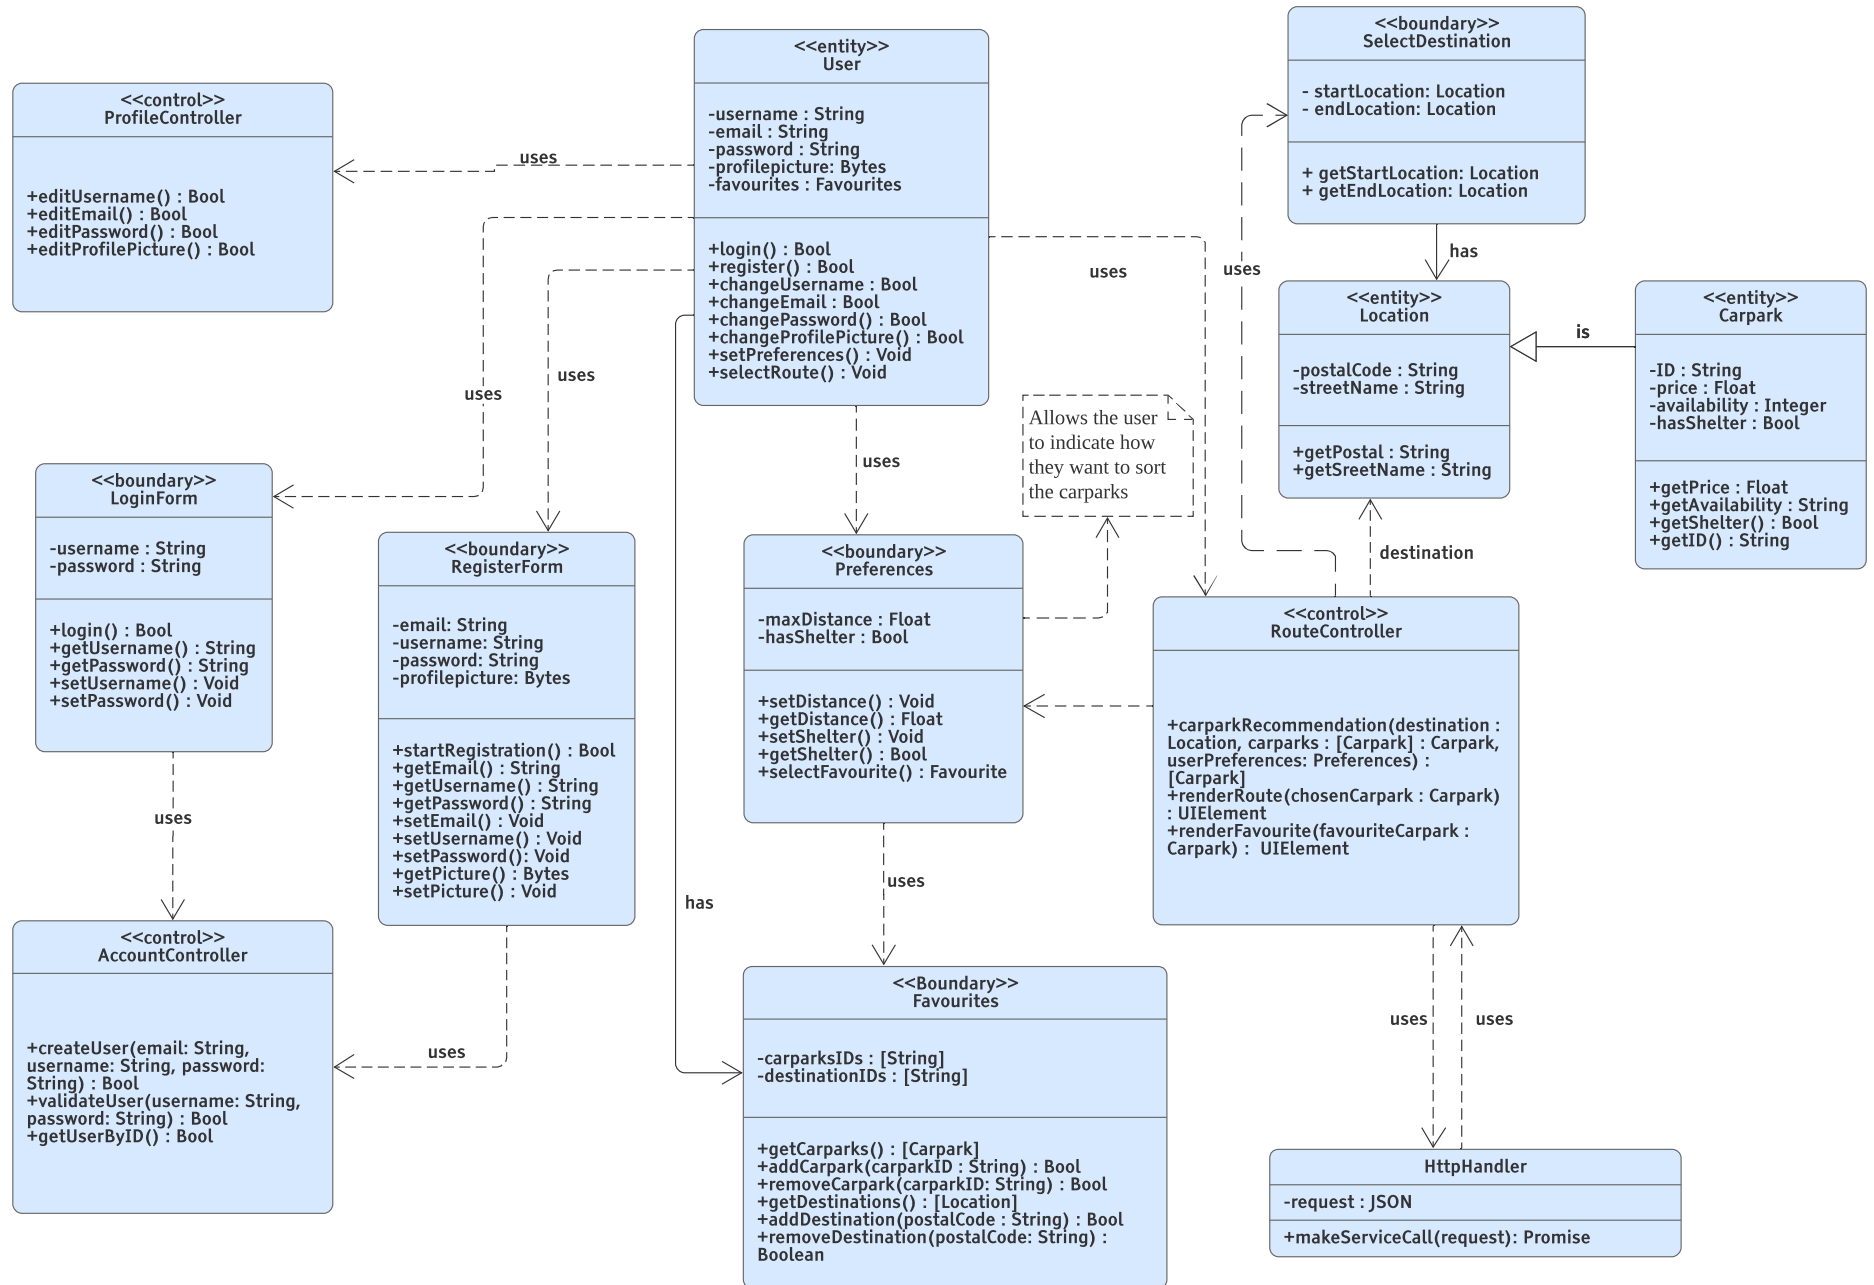 <<control>>
ProfileController
+editUsername() : Bool
+editEmail() : Bool
+editPassword() : Bool
+editProfilePicture() : Bool
uses
<<entity>>
User
-username : String
-email : String
-password : String
-profilepicture: Bytes
-favourites : Favourites
+login() : Bool
+register() : Bool
+changeUsername : Bool
+changeEmail : Bool
+changePassword() : Bool
+changeProfilePicture() : Bool
+setPreferences() : Void
+selectRoute() : Void
<<boundary>>
SelectDestination
- startLocation: Location
- endLocation: Location
+ getStartLocation: Location
+ getEndLocation: Location
uses
uses
has
<<entity>>
Location
-postalCode : String
-streetName : String
+getPostal : String
+getSreetName : String
is
<<entity>>
Carpark
-ID : String
-price : Float
-availability : Integer
-hasShelter : Bool
+getPrice : Float
+getAvailability : String
+getShelter() : Bool
+getID() : String
uses
uses
uses
Allows the user
to indicate how
they want to sort
the carparks
destination
<<boundary>>
LoginForm
-username : String
-password : String
+login() : Bool
+getUsername() : String
+getPassword() : String
+setUsername() : Void
+setPassword() : Void
<<boundary>>
RegisterForm
-email: String
-username: String
-password: String
-profilepicture: Bytes
+startRegistration() : Bool
+getEmail() : String
+getUsername() : String
+getPassword() : String
+setEmail() : Void
+setUsername() : Void
+setPassword(): Void
+getPicture() : Bytes
+setPicture() : Void
<<boundary>>
Preferences
-maxDistance : Float
-hasShelter : Bool
+setDistance() : Void
+getDistance() : Float
+setShelter() : Void
+getShelter() : Bool
+selectFavourite() : Favourite
<<control>>
RouteController
+carparkRecommendation(destination :
Location, carparks : [Carpark] : Carpark,
userPreferences: Preferences) :
[Carpark]
+renderRoute(chosenCarpark : Carpark)
: UIElement
+renderFavourite(favouriteCarpark :
Carpark) :  UIElement
uses
uses
has
<<control>>
AccountController
+createUser(email: String,
username: String, password:
String) : Bool
+validateUser(username: String,
password: String) : Bool
+getUserByID() : Bool
uses
<<Boundary>>
Favourites
-carparksIDs : [String]
-destinationIDs : [String]
+getCarparks() : [Carpark]
+addCarpark(carparkID : String) : Bool
+removeCarpark(carparkID: String) : Bool
+getDestinations() : [Location]
+addDestination(postalCode : String) : Bool
+removeDestination(postalCode: String) :
Boolean
uses
uses
HttpHandler
-request : JSON
+makeServiceCall(request): Promise